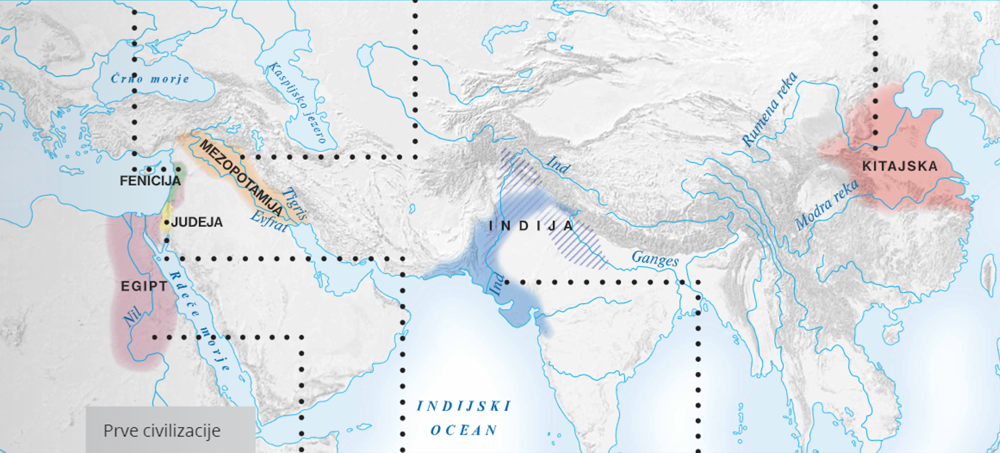 Črno morje
Kaspijsko jezero
Rumena reka
MEZOPOTAMIJA
FENICIJA
Ind
KITAJSKA
Tigris
Evfrat
JUDEJA
INDIJA
Modra reka
Ganges
EGIPT
Rdeče morje
Ind
Nil
INDIJSKI
OCEAN
Prve civilizacije